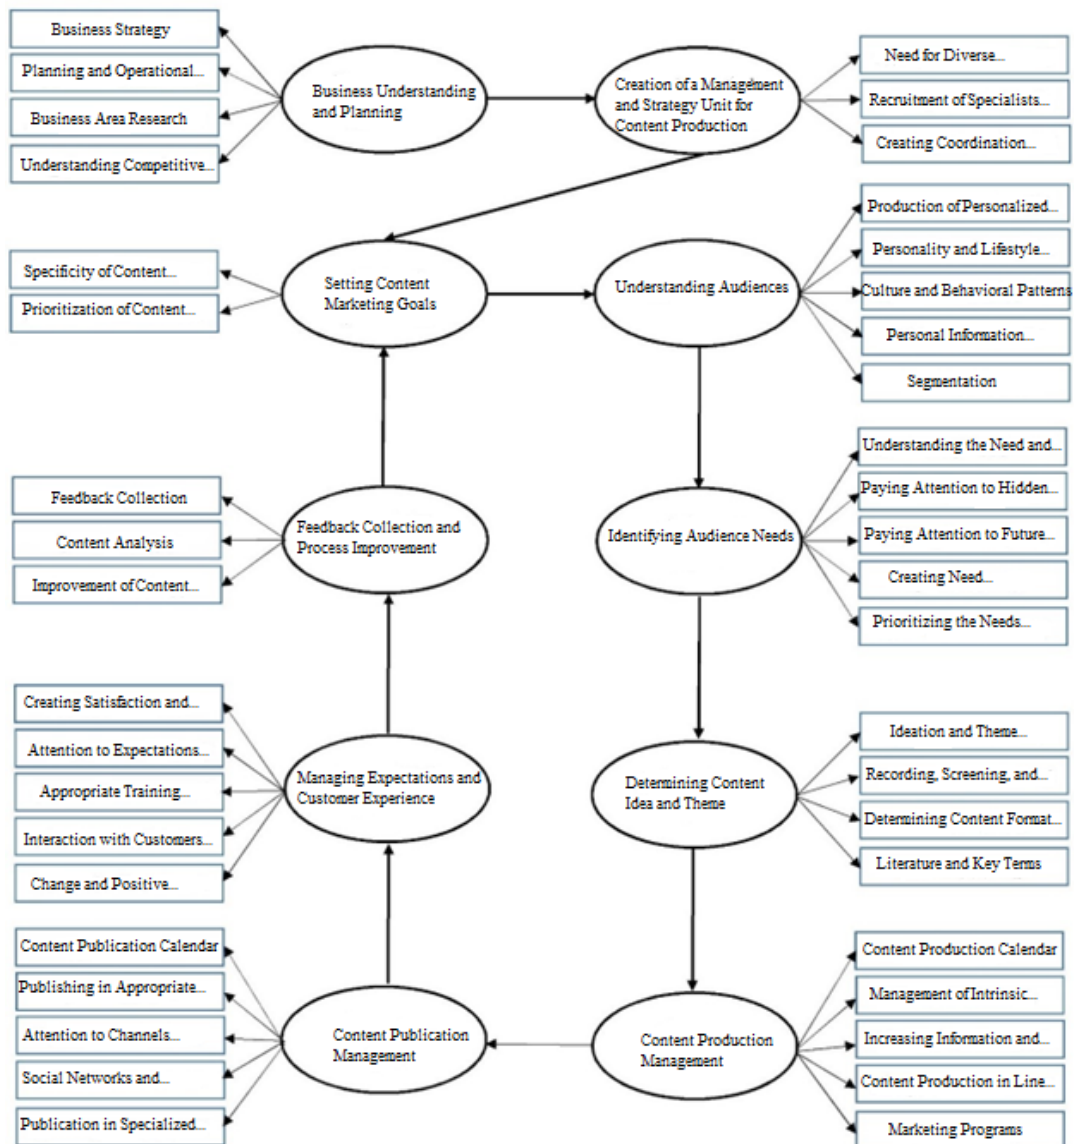 Business Strategy
Planning and Operational...
Business Area Research
Understanding Competitive...
Business Understanding
and Planning
Creation of a Management
and Strategy Unit for
Content Production
Need for Diverse...
Recruitment of Specialists...
Creating Coordination...
Specificity of Content...
Prioritization of Content...
Setting Content
Marketing Goals
Understanding Audiences
Production of Personalized...
Personality and Lifestyle...
Culture and Behavioral Patterns
Personal Information...
Segmentation
Feedback Collection
Content Analysis
Improvement of Content...
Feedback Collection and
Process Improvement
Identifying Audience Needs
Understanding the Need and...
Paying Attention to Hidden...
Paying Attention to Future...
Creating Need...
Prioritizing the Needs...
Creating Satisfaction and...
Attention to Expectations...
Appropriate Training...
Interaction with Customers...
Change and Positive...
Managing Expectations and
Customer Experience
Determining Content
Idea and Theme
Ideation and Theme...
Recording, Screening, and...
Determining Content Format...
Literature and Key Terms
Content Publication Calendar
Publishing in Appropriate...
Attention to Channels...
Social Networks and...
Publication in Specialized...
Content Publication
Management
Content Production
Management
Content Production Calendar
Management of Intrinsic...
Increasing Information and...
Content Production in Line...
Marketing Programs